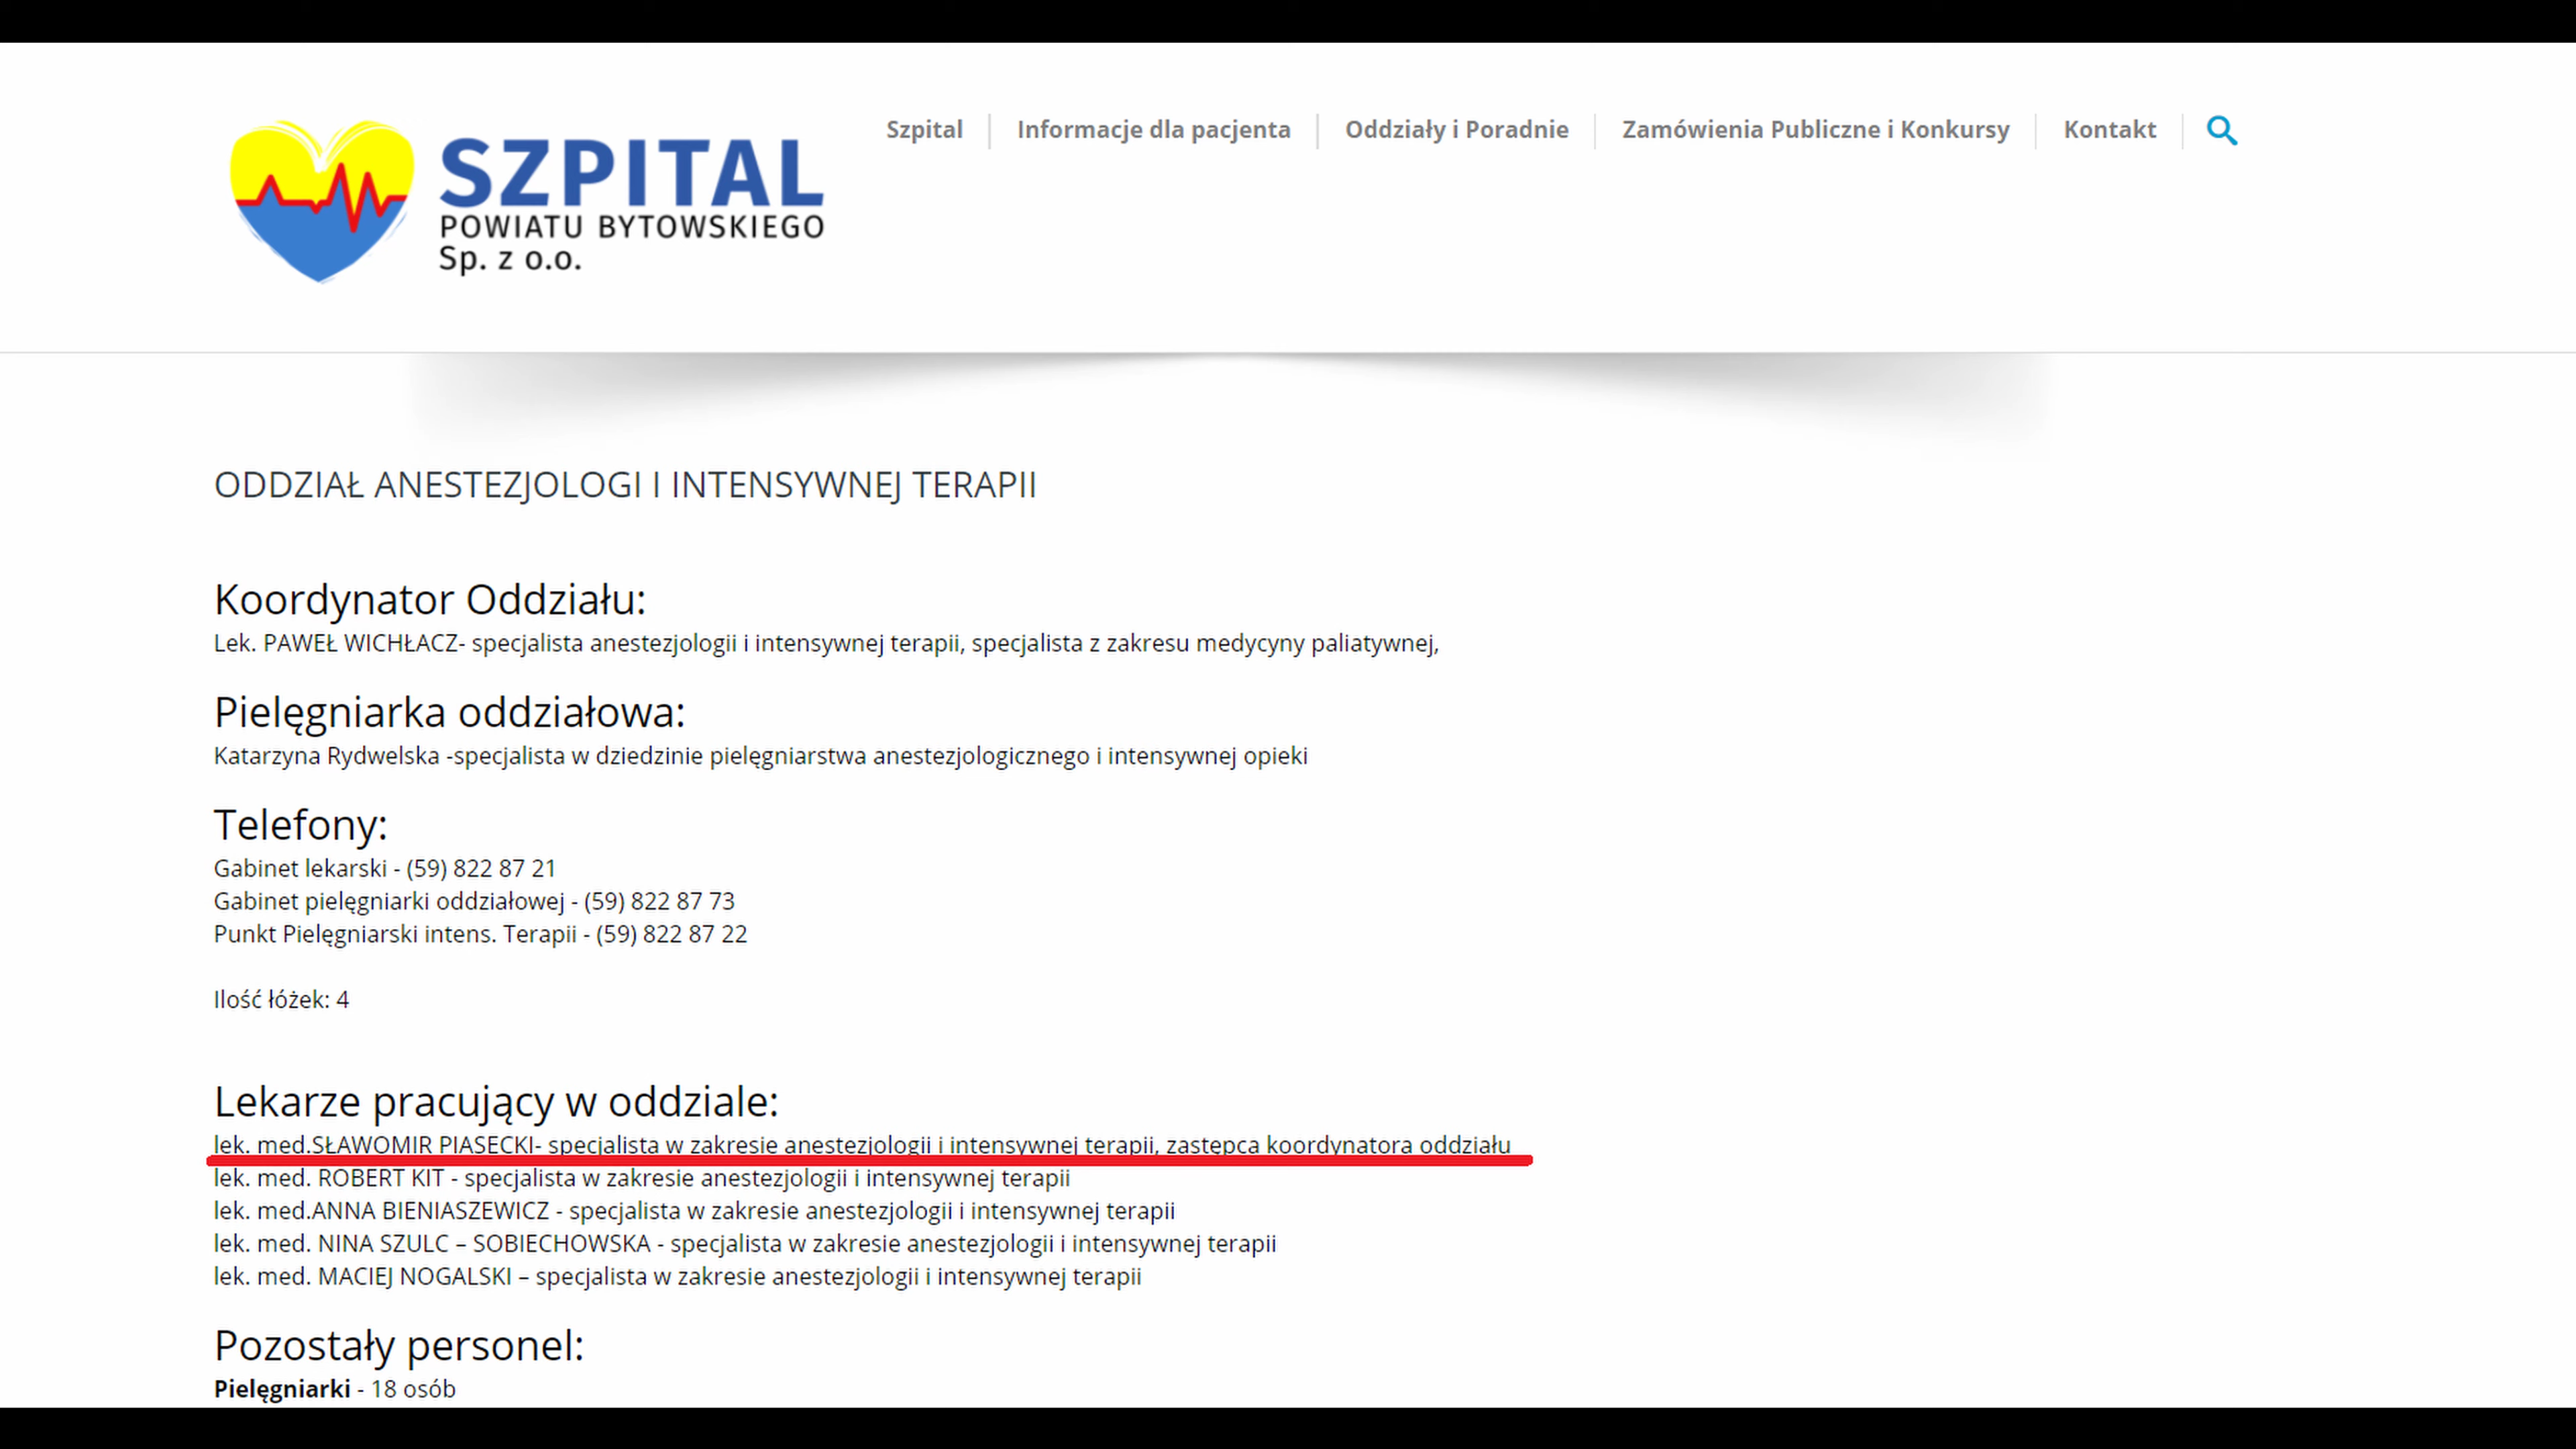 SZPITAL
POWIATU BYTOWSKIEGO
Sp. z o.o.
Szpital
Informacje dla pacjenta
Oddziały i Poradnie
Zamówienia Publiczne i Konkursy
Kontakt
ODDZIAŁ ANESTEZJOLOGI I INTENSYWNEJ TERAPII
Koordynator Oddziału:
Lek. PAWEŁ WICHŁACZ- specjalista anestezjologii i intensywnej terapii, specjalista z zakresu medycyny paliatywnej,
Pielęgniarka oddziałowa:
Katarzyna Rydwelska -specjalista w dziedzinie pielęgniarstwa anestezjologicznego i intensywnej opieki
Telefony:
Gabinet lekarski - (59) 822 87 21
Gabinet pielęgniarki oddziałowej - (59) 822 87 73
Punkt Pielęgniarski intens. Terapii - (59) 822 87 22
Ilość łóżek: 4
Lekarze pracujący w oddziale:
lek. med.SŁAWOMIR PIASECKI- specjalista w zakresie anestezjologii i intensywnej terapii, zastępca koordynatora oddziału
lek. med. ROBERT KIT - specjalista w zakresie anestezjologii i intensywnej terapii
lek. med.ANNA BIENIASZEWICZ - specjalista w zakresie anestezjologii i intensywnej terapii
lek. med. NINA SZULC – SOBIECHOWSKA - specjalista w zakresie anestezjologii i intensywnej terapii
lek. med. MACIEJ NOGALSKI – specjalista w zakresie anestezjologii i intensywnej terapii
Pozostały personel:
Pielęgniarki - 18 osób